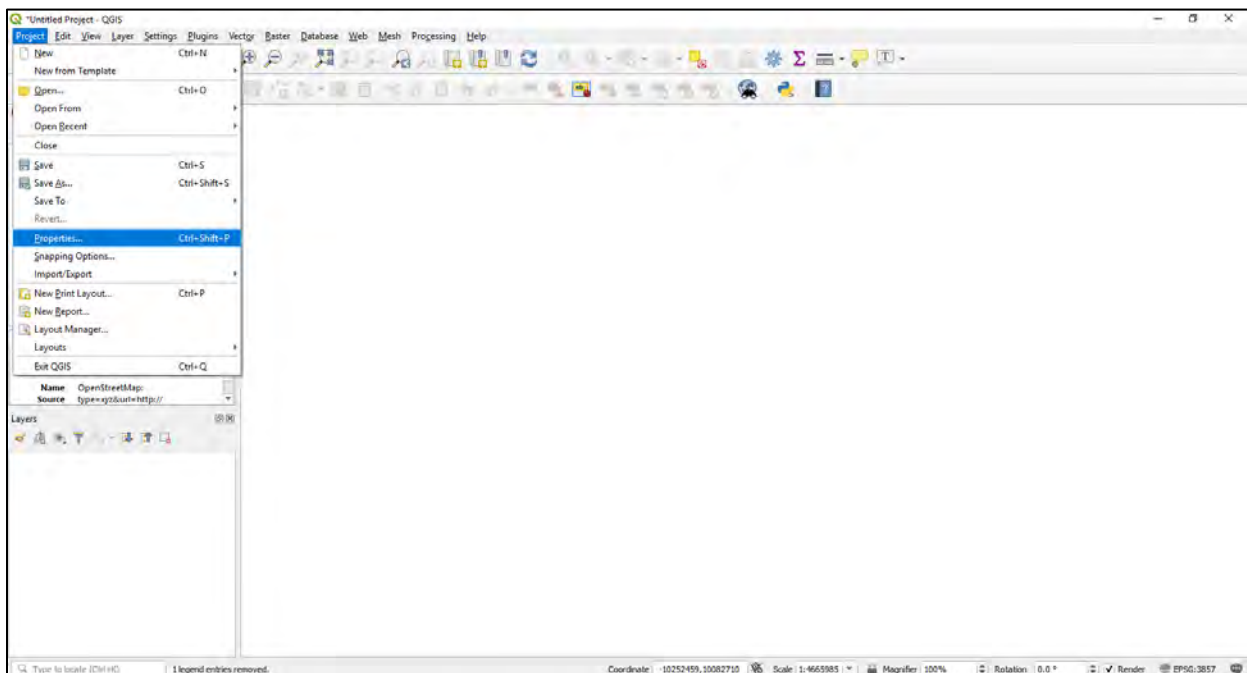 *Untitled Project - QGIS
Project Edit View Layer Settings Plugins Vector Raster Database Web Mesh Processing Help
New Ctrl+N
New from Template
Open... Ctrl+O
Open From
Open Recent
Close
Save Ctrl+S
Save As... Ctrl+Shift+S
Save To
Revert...
Properties... Ctrl+Shift+P
Snapping Options...
Import/Export
New Print Layout... Ctrl+P
New Report...
Layout Manager...
Layouts
Exit QGIS Ctrl+Q
Name OpenStreetMap:
Source type=xyz&url=http://
Layers
Type to locate (Ctrl+K) 1 legend entries removed. Coordinate -10252459,10082710 Scale 1:4665985 Magnifier 100% Rotation 0.0 ° Render EPSG:3857